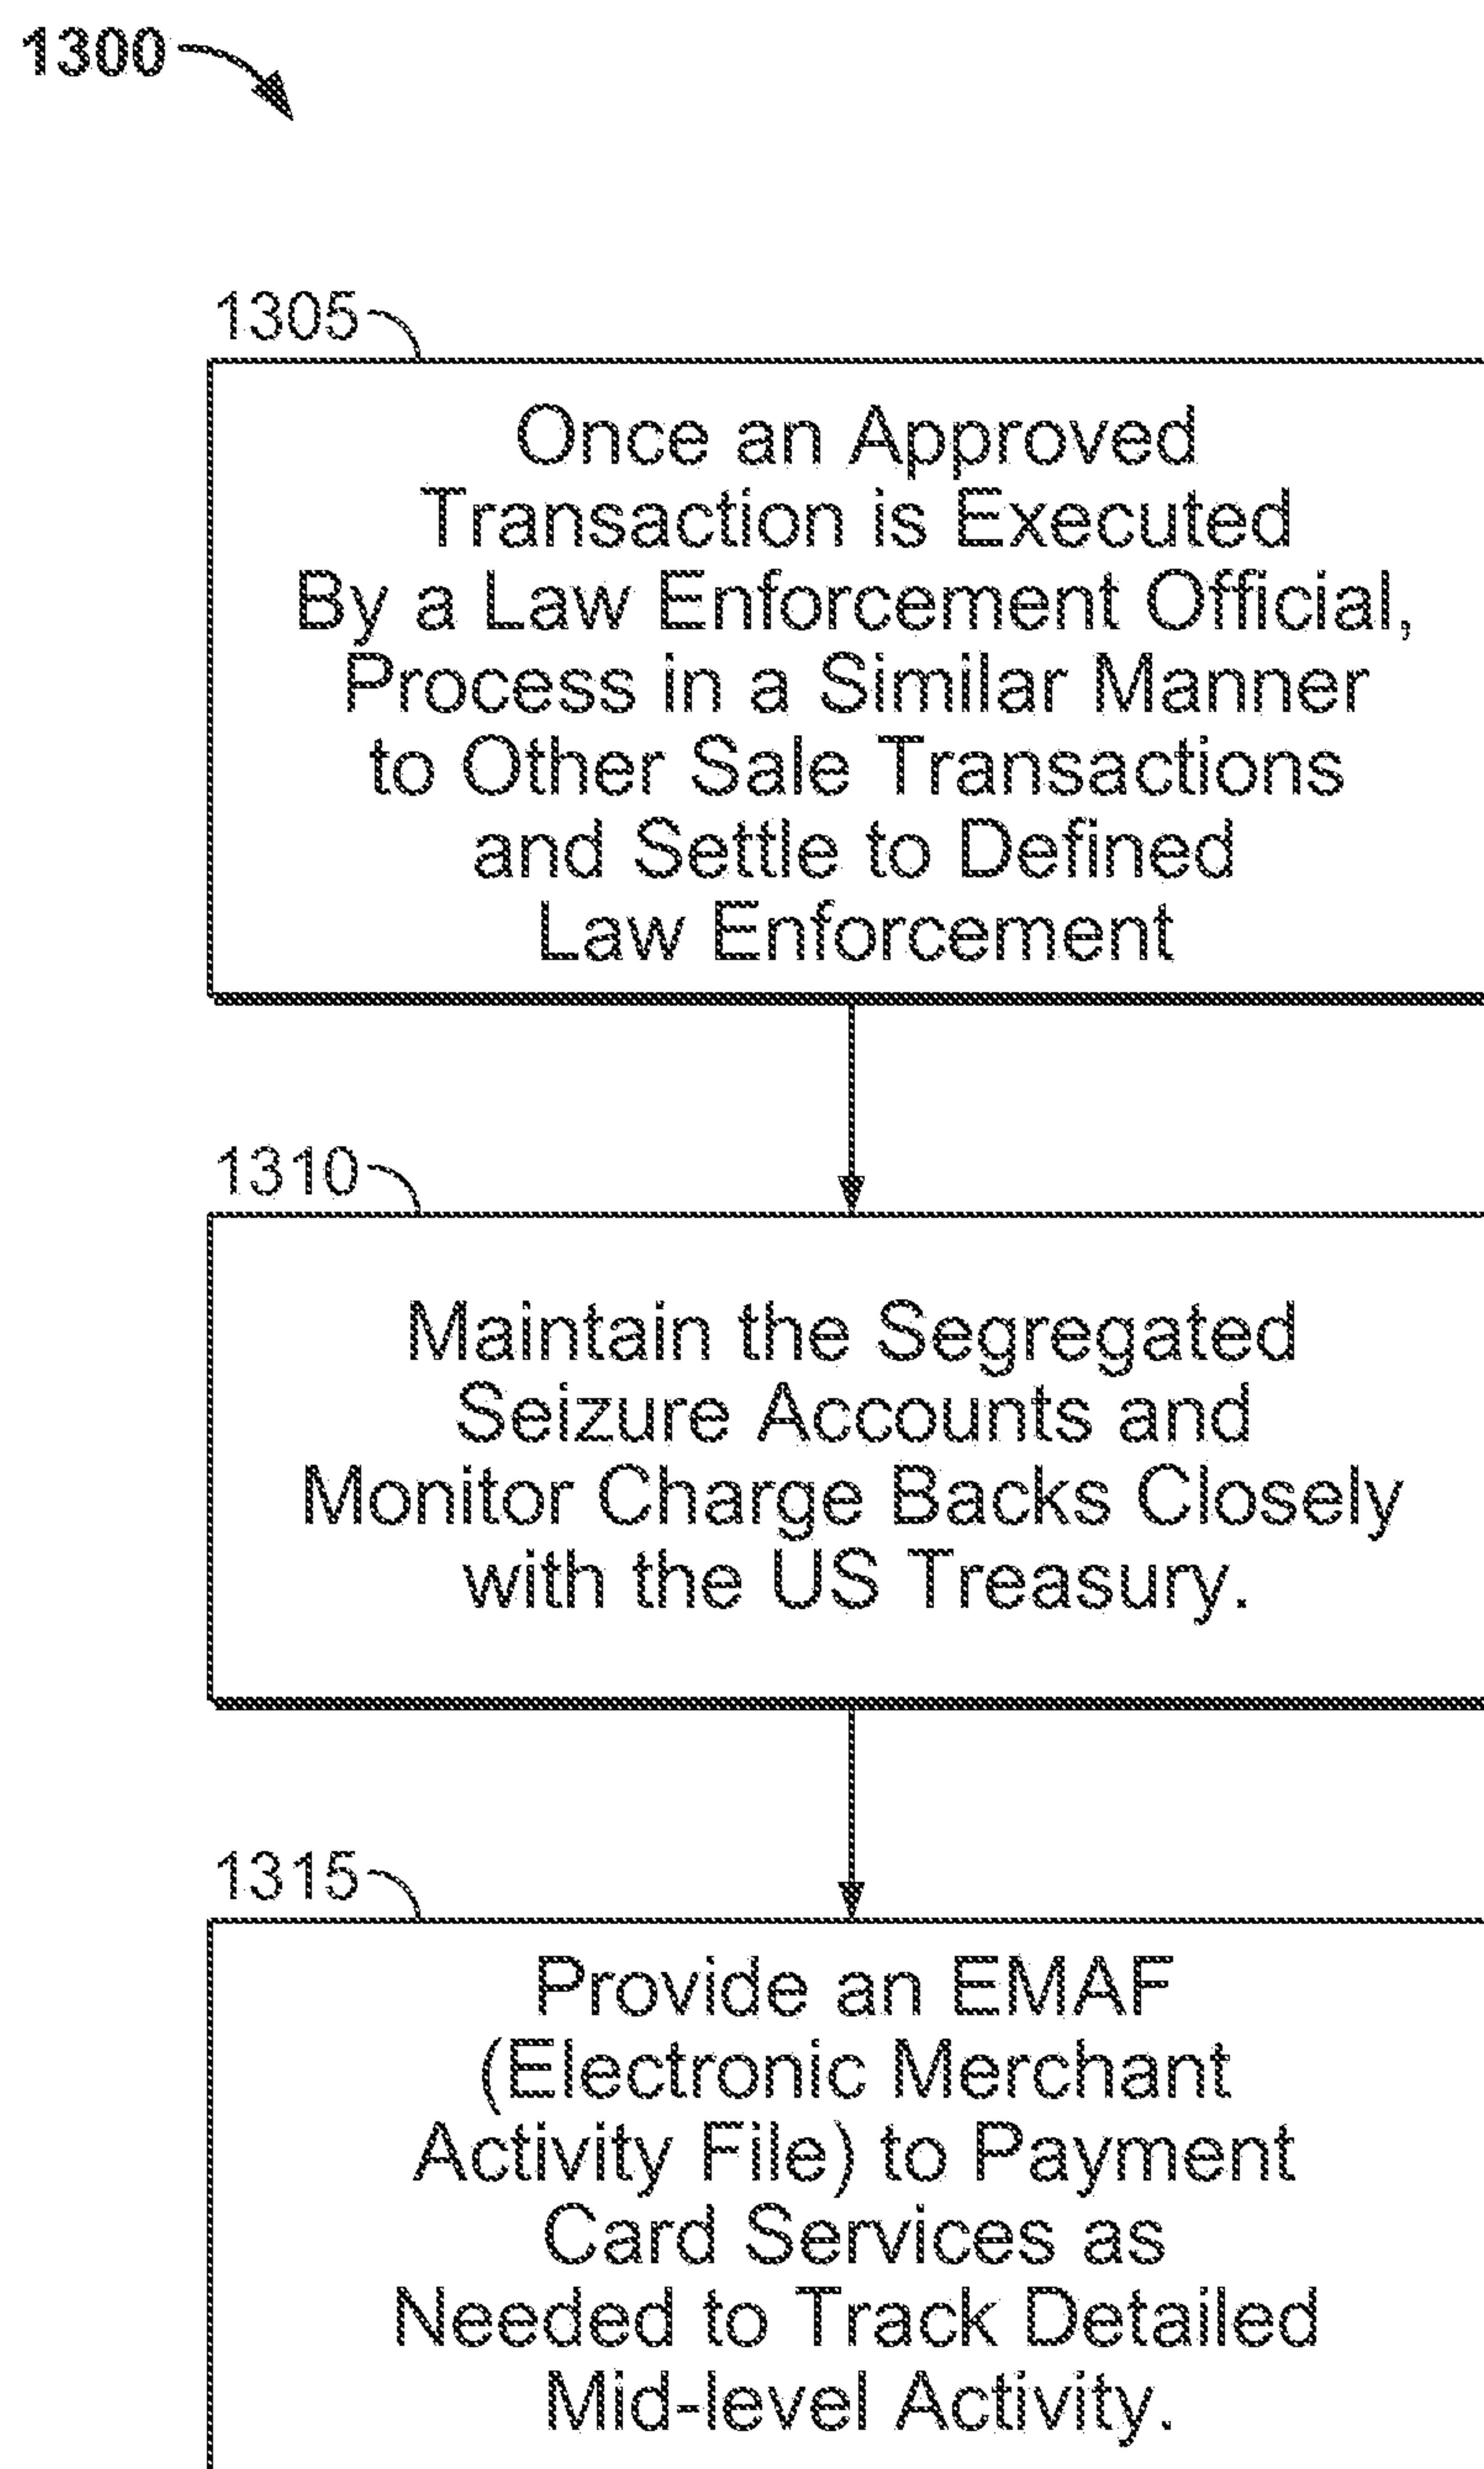 1300
1305
Once an Approved
Transaction is Executed
By a Law Enforcement Official,
Process in a Similar Manner
to Other Sale Transactions
and Settle to Defined
Law Enforcement
1310
Maintain the Segregated
Seizure Accounts and
Monitor Charge Backs Closely
with the US Treasury.
1315
Provide an EMAF
(Electronic Merchant
Activity File) to Payment
Card Services as
Needed to Track Detailed
Mid-level Activity.